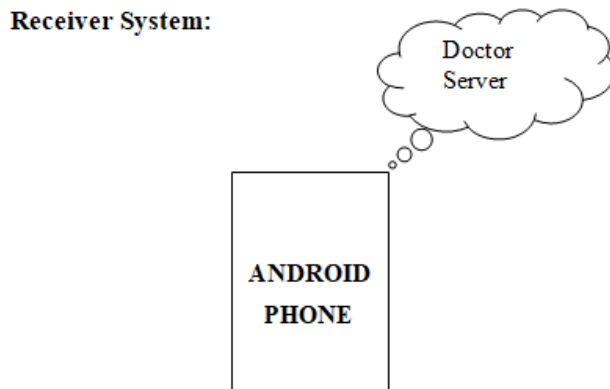 Receiver System:
Doctor
Server
ANDROID
PHONE